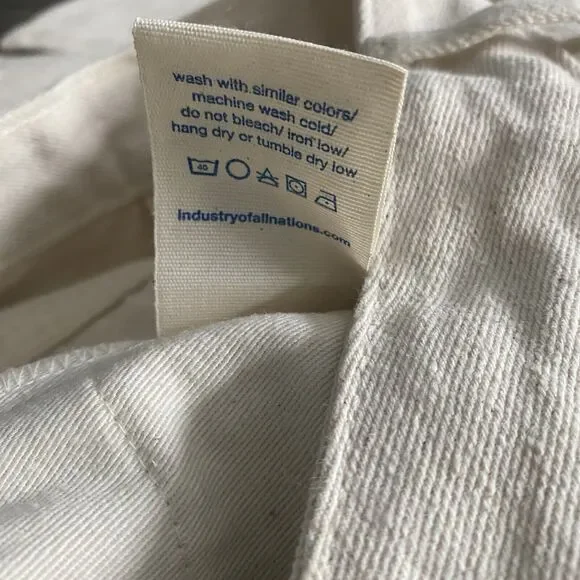 wash with similar colors/
machine wash cold/
do not bleach/ iron low/
hang dry or tumble dry low
40
industryofallnations.com